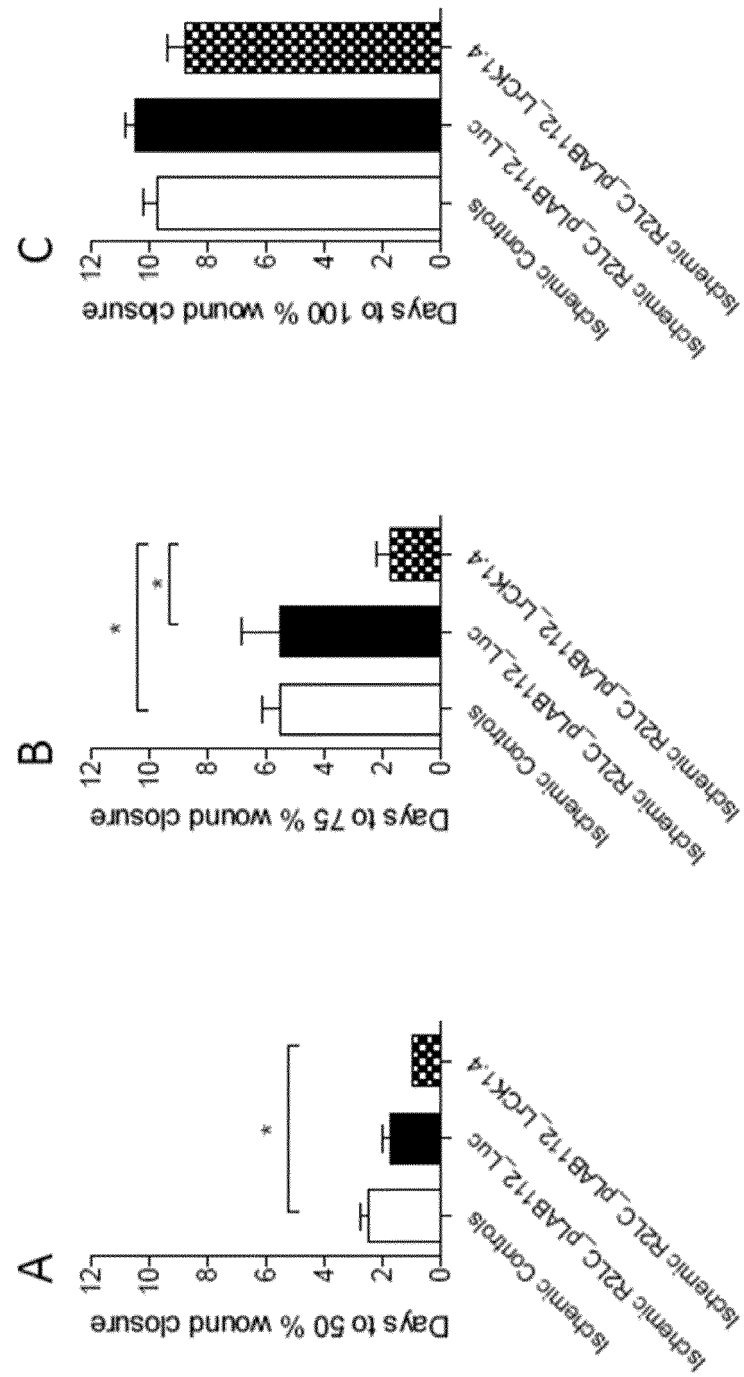 A
Days to 50 % wound closure
12
10
8
6
4
2
0
*
Ischemic Controls
Ischemic R2LC_pLAB112_Luc
Ischemic R2LC_pLAB112_LrCK1.4
B
Days to 75 % wound closure
12
10
8
6
4
2
0
*
*
Ischemic Controls
Ischemic R2LC_pLAB112_Luc
Ischemic R2LC_pLAB112_LrCK1.4
C
Days to 100 % wound closure
12
10
8
6
4
2
0
Ischemic Controls
Ischemic R2LC_pLAB112_Luc
Ischemic R2LC_pLAB112_LrCK1.4